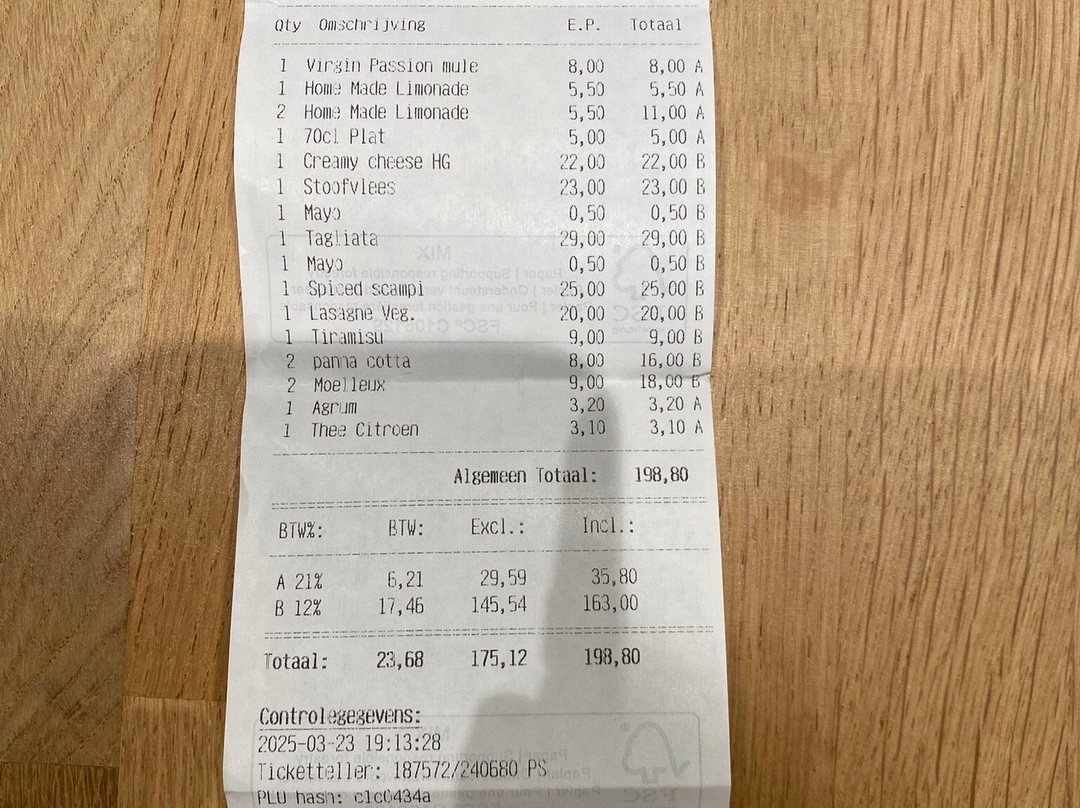 Qty Omschrijving E.P. Totaal
1 Virgin Passion mule 8,00 8,00 A
1 Home Made Limonade 5,50 5,50 A
2 Home Made Limonade 5,50 11,00 A
1 70cl Plat 5,00 5,00 A
1 Creamy cheese HG 22,00 22,00 B
1 Stoofvlees 23,00 23,00 B
1 Mayo 0,50 0,50 B
1 Tagliata 29,00 29,00 B
1 Mayo 0,50 0,50 B
1 Spiced scampi 25,00 25,00 B
1 Lasagne Veg. 20,00 20,00 B
1 Tiramisu 9,00 9,00 B
2 panna cotta 8,00 16,00 B
2 Moelleux 9,00 18,00 B
1 Agrum 3,20 3,20 A
1 Thee Citroen 3,10 3,10 A
Algemeen Totaal: 198,80
BTW%: BTW: Excl.: Incl.:
A 21% 6,21 29,59 35,80
B 12% 17,46 145,54 163,00
Totaal: 23,68 175,12 198,80
Controlegegevens:
2025-03-23 19:13:28
Ticketteller: 187572/240680 PS
PLU hash: c1c0434a